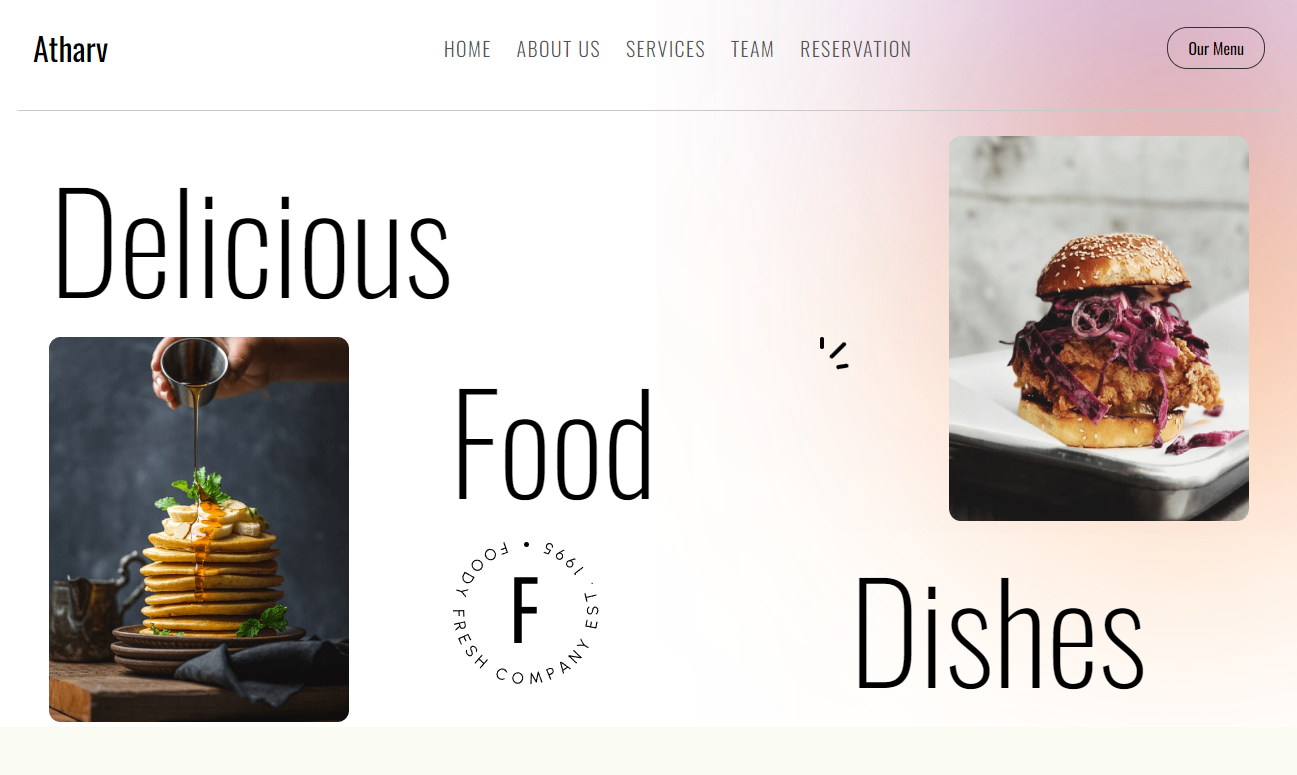 Atharv
HOME ABOUT US SERVICES TEAM RESERVATION
Our Menu
Delicious
Food
FOODY FRESH COMPANY EST . 1995 •
F
Dishes